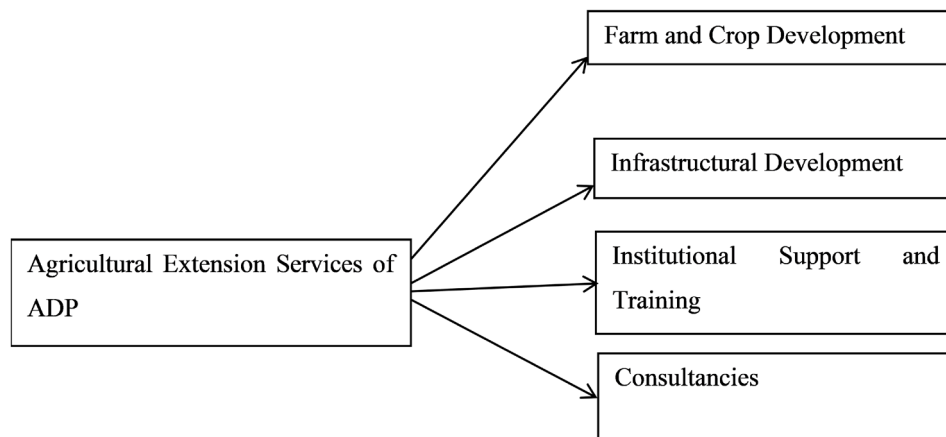 Farm and Crop Development
Infrastructural Development
Agricultural Extension Services of
ADP
Institutional Support and
Training
Consultancies